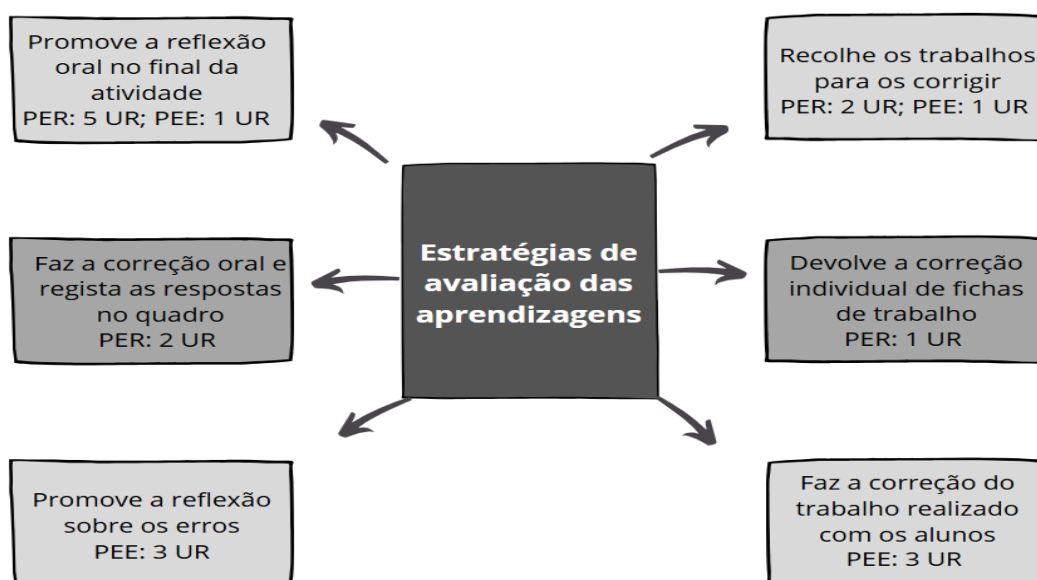 Promove a reflexão
oral no final da
atividade
PER: 5 UR; PEE: 1 UR
Recolhe os trabalhos
para os corrigir
PER: 2 UR; PEE: 1 UR
Estratégias de
avaliação das
aprendizagens
Faz a correção oral e
regista as respostas
no quadro
PER: 2 UR
Devolve a correção
individual de fichas
de trabalho
PER: 1 UR
Promove a reflexão
sobre os erros
PEE: 3 UR
Faz a correção do
trabalho realizado
com os alunos
PEE: 3 UR